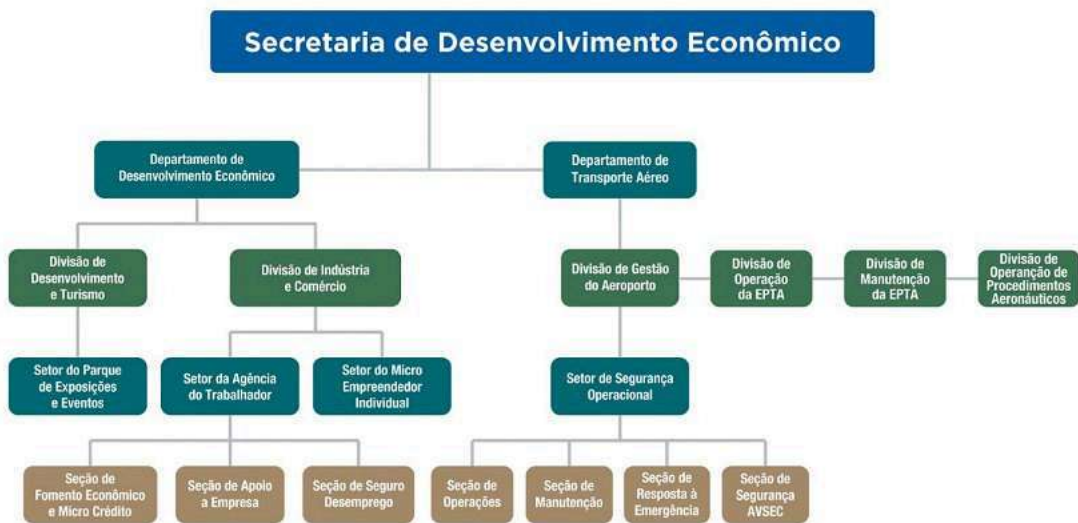 Secretaria de Desenvolvimento Econômico
Departamento de
Desenvolvimento Econômico
Departamento de
Transporte Aéreo
Divisão de
Desenvolvimento
e Turismo
Divisão de Indústria
e Comércio
Divisão de Gestão
do Aeroporto
Divisão de
Operação
da EPTA
Divisão de
Manutenção
da EPTA
Divisão de
Operanção de
Procedimentos
Aeronáuticos
Setor do Parque
de Exposições
e Eventos
Setor da Agência
do Trabalhador
Setor do Micro
Empreendedor
Individual
Setor de Segurança
Operacional
Seção de
Fomento Econômico
e Micro Crédito
Seção de Apoio
a Empresa
Seção de Seguro
Desemprego
Seção de
Operações
Seção de
Manutenção
Seção de
Resposta à
Emergência
Seção de
Segurança
AVSEC